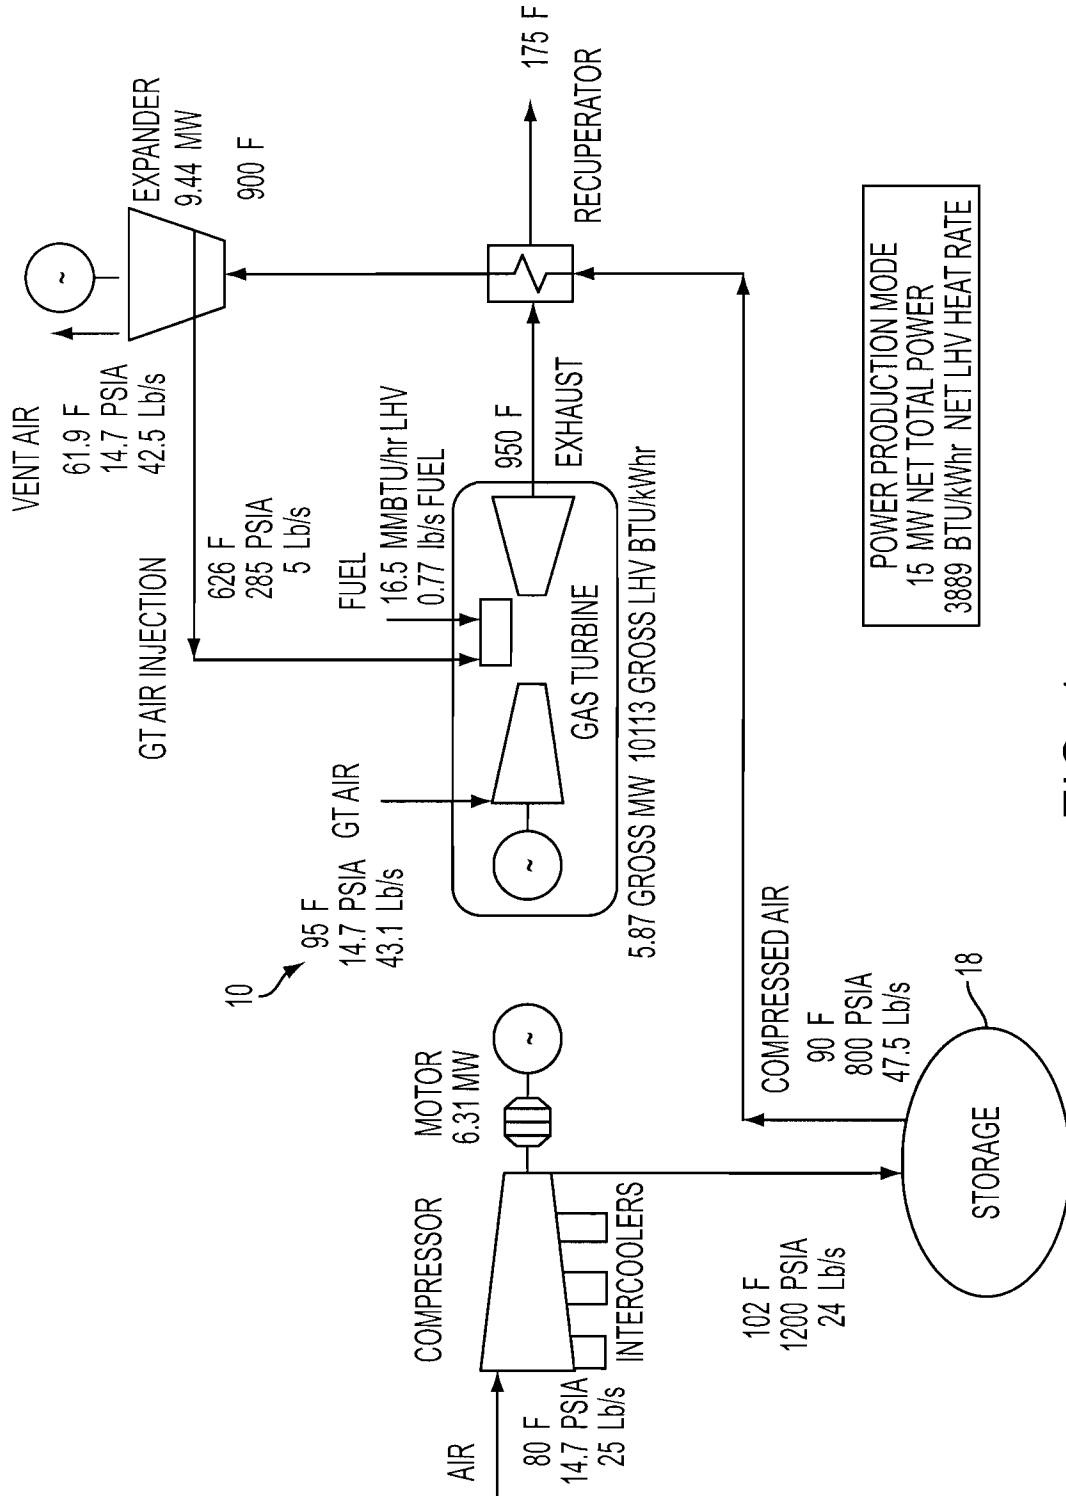 AIR
80 F
14.7 PSIA
25 Lb/s
COMPRESSOR
INTERCOOLERS
MOTOR
6.31 MW
~
102 F
1200 PSIA
24 Lb/s
STORAGE
18
COMPRESSED AIR
90 F
800 PSIA
47.5 Lb/s
10
95 F
14.7 PSIA
43.1 Lb/s
GT AIR
~
GAS TURBINE
5.87 GROSS MW 10113 GROSS LHV BTU/kWhr
GT AIR INJECTION
626 F
285 PSIA
5 Lb/s
FUEL
16.5 MMBTU/hr LHV
0.77 lb/s FUEL
950 F
EXHAUST
RECUPERATOR
175 F
VENT AIR
61.9 F
14.7 PSIA
42.5 Lb/s
~
EXPANDER
9.44 MW
900 F
POWER PRODUCTION MODE
15 MW NET TOTAL POWER
3889 BTU/kWhr NET LHV HEAT RATE